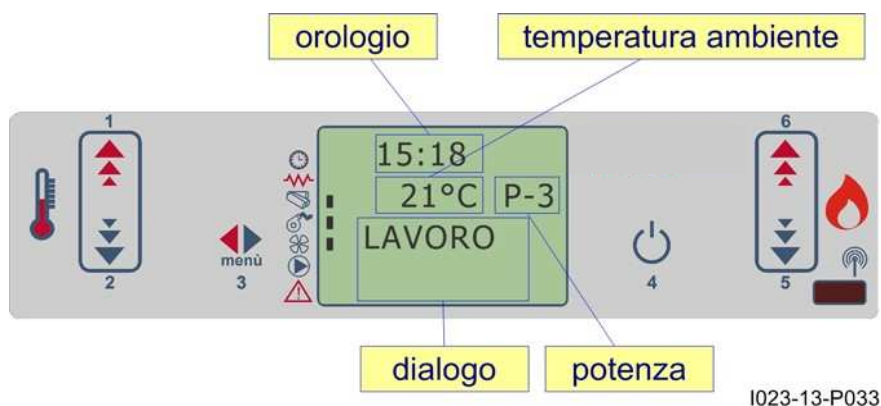 orologio
temperatura ambiente
1
6
15:18
21°C
P-3
LAVORO
menù
3
4
2
5
dialogo
potenza
I023-13-P033